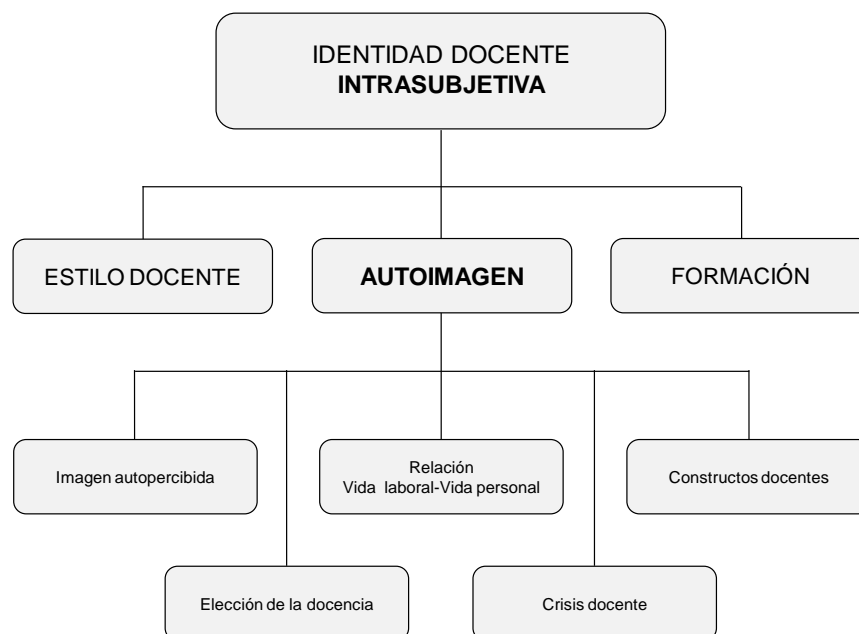 IDENTIDAD DOCENTE
INTRASUBJETIVA
ESTILO DOCENTE
AUTOIMAGEN
FORMACIÓN
Imagen autopercibida
Relación
Vida laboral-Vida personal
Constructos docentes
Elección de la docencia
Crisis docente